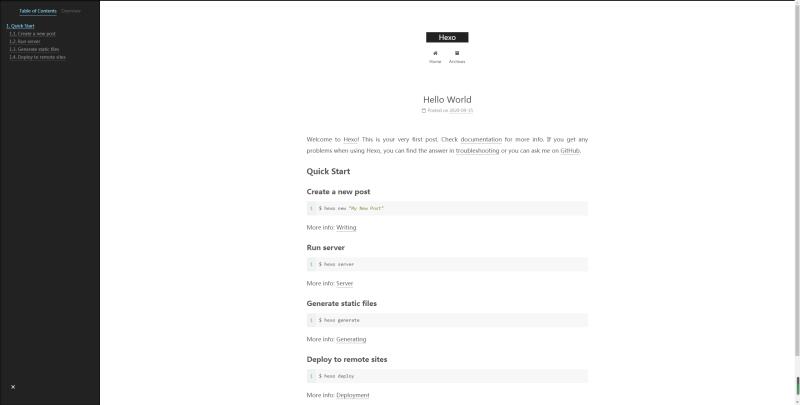 Table of Contents Overview
1. Quick Start
1.1. Create a new post
1.2. Run server
1.3. Generate static files
1.4. Deploy to remote sites
Hexo
Home Archives
Hello World
Posted on 2020-09-15
Welcome to Hexo! This is your very first post. Check documentation for more info. If you get any
problems when using Hexo, you can find the answer in troubleshooting or you can ask me on GitHub.
Quick Start
Create a new post
1 $ hexo new "My New Post"
More info: Writing
Run server
1 $ hexo server
More info: Server
Generate static files
1 $ hexo generate
More info: Generating
Deploy to remote sites
1 $ hexo deploy
More info: Deployment